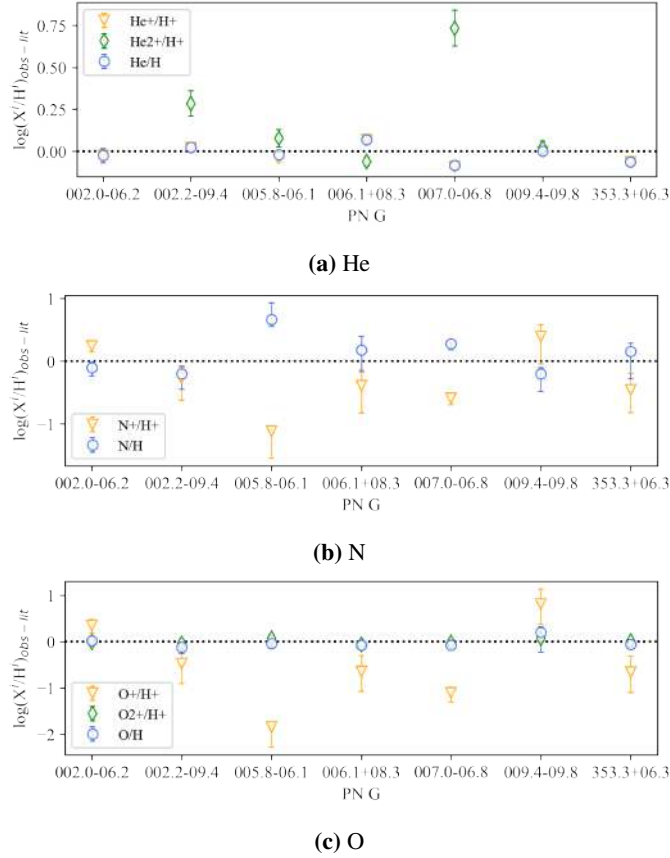 log(Xⁱ/Hⁱ)obs − lit
0.75
0.50
0.25
0.00
He+/H+
He2+/H+
He/H
002.0-06.2 002.2-09.4 005.8-06.1 006.1+08.3 007.0-06.8 009.4-09.8 353.3+06.3
PN G
(a) He
log(Xⁱ/Hⁱ)obs − lit
1
0
−1
N+/H+
N/H
002.0-06.2 002.2-09.4 005.8-06.1 006.1+08.3 007.0-06.8 009.4-09.8 353.3+06.3
PN G
(b) N
log(Xⁱ/Hⁱ)obs − lit
1
0
−1
−2
O+/H+
O2+/H+
O/H
002.0-06.2 002.2-09.4 005.8-06.1 006.1+08.3 007.0-06.8 009.4-09.8 353.3+06.3
PN G
(c) O